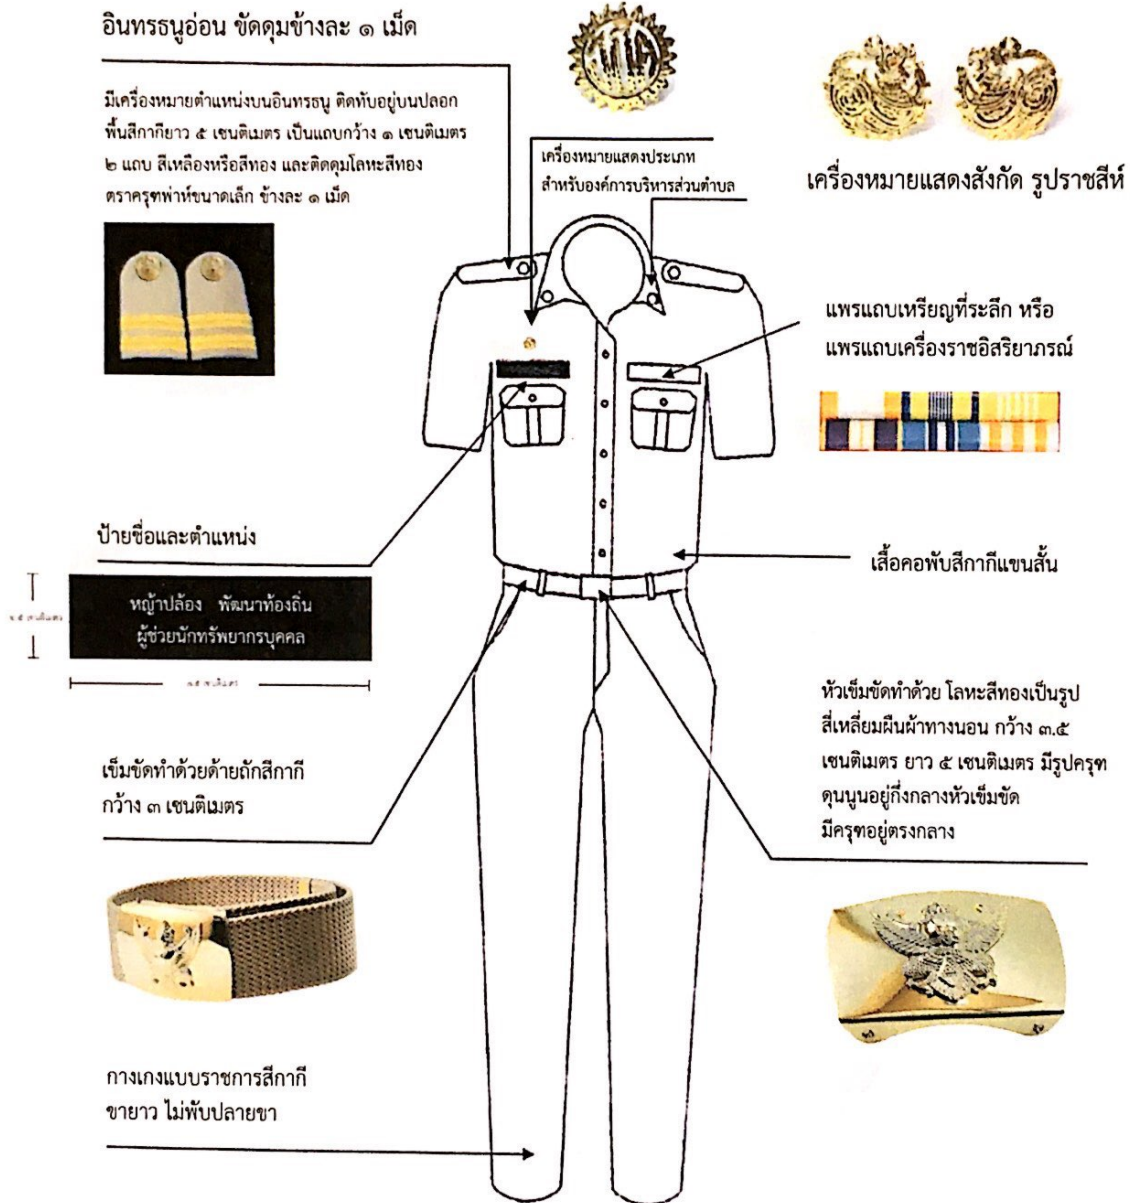 อินทรธนูอ่อน ขัดดุมข้างละ ๑ เม็ด
มีเครื่องหมายตำแหน่งบนอินทรธนู ติดทับอยู่บนปลอก
พื้นสีกากียาว ๕ เซนติเมตร เป็นแถบกว้าง ๑ เซนติเมตร
๒ แถบ สีเหลืองหรือสีทอง และติดดุมโลหะสีทอง
ตราครุฑพ่าห์ขนาดเล็ก ข้างละ ๑ เม็ด
เครื่องหมายแสดงประเภท
สำหรับองค์การบริหารส่วนตำบล
เครื่องหมายแสดงสังกัด รูปราชสีห์
แพรแถบเหรียญที่ระลึก หรือ
แพรแถบเครื่องราชอิสริยาภรณ์
ป้ายชื่อและตำแหน่ง
หญ้าปล้อง พัฒนาท้องถิ่น
ผู้ช่วยนักทรัพยากรบุคคล
เสื้อคอพับสีกากีแขนสั้น
หัวเข็มขัดทำด้วย โลหะสีทองเป็นรูป
สี่เหลี่ยมผืนผ้าทางนอน กว้าง ๓.๕
เซนติเมตร ยาว ๕ เซนติเมตร มีรูปครุฑ
ดุนนูนอยู่กึ่งกลางหัวเข็มขัด
มีครุฑอยู่ตรงกลาง
เข็มขัดทำด้วยด้ายถักสีกากี
กว้าง ๓ เซนติเมตร
กางเกงแบบราชการสีกากี
ขายาว ไม่พับปลายขา